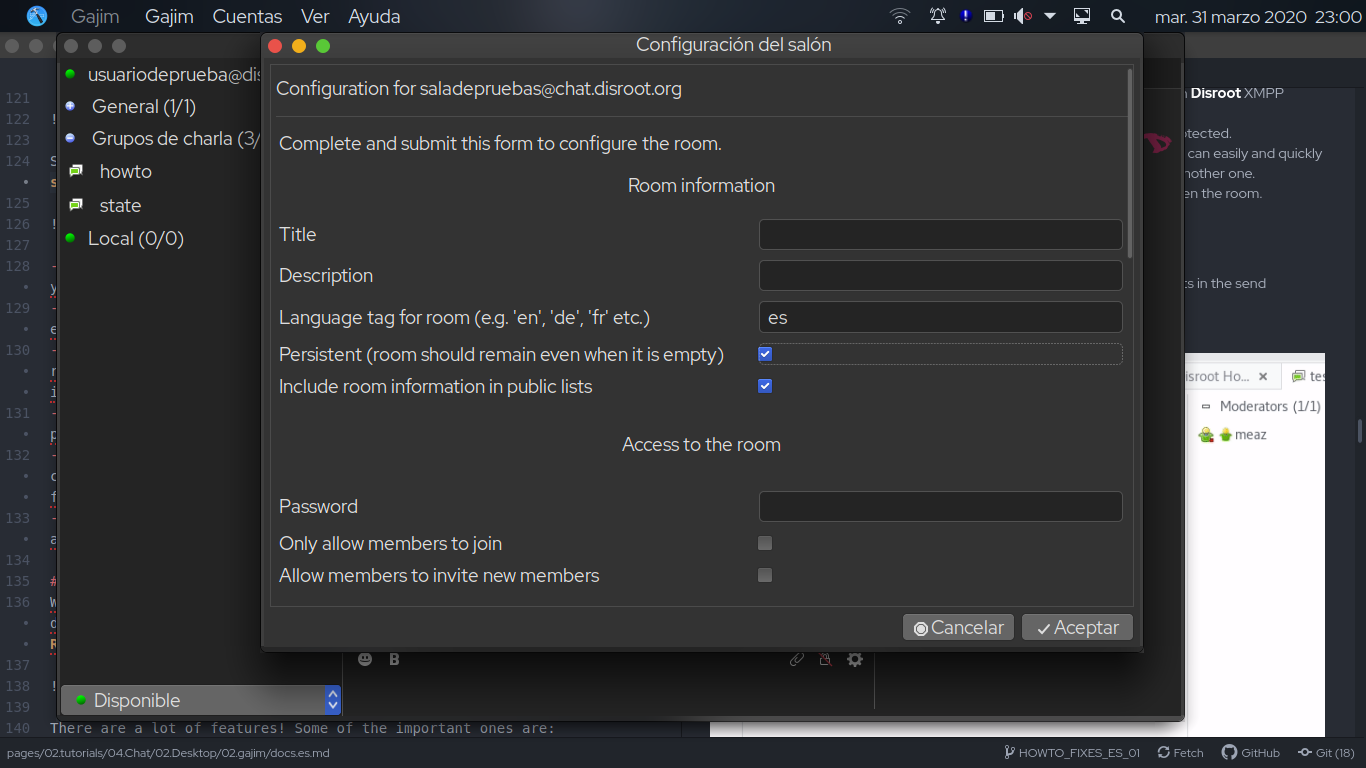 Gajim Gajim Cuentas Ver Ayuda mar. 31 marzo 2020 23:00
Configuración del salón
Configuration for saladepruebas@chat.disroot.org
Complete and submit this form to configure the room.
Room information
Title
Description
Language tag for room (e.g. 'en', 'de', 'fr' etc.) es
Persistent (room should remain even when it is empty)
Include room information in public lists
Access to the room
Password
Only allow members to join
Allow members to invite new members
Cancelar Aceptar
usuariodeprueba@dis
General (1/1)
Grupos de charla (3/
howto
state
Local (0/0)
B
Disponible
121
122 !
123
124 S
s
125
126 !
127
128 -
y
129 -
e
130 -
r
i
131 -
p
132 -
c
f
133 -
a
134
135 #
136 W
d
R
137
138 !
139
140 There are a lot of features! Some of the important ones are:
Disroot XMPP
otected.
can easily and quickly
nother one.
en the room.
ts in the send
isroot Ho... × tes
Moderators (1/1)
meaz
pages/02.tutorials/04.Chat/02.Desktop/02.gajim/docs.es.md HOWTO_FIXES_ES_01 Fetch GitHub Git (18)